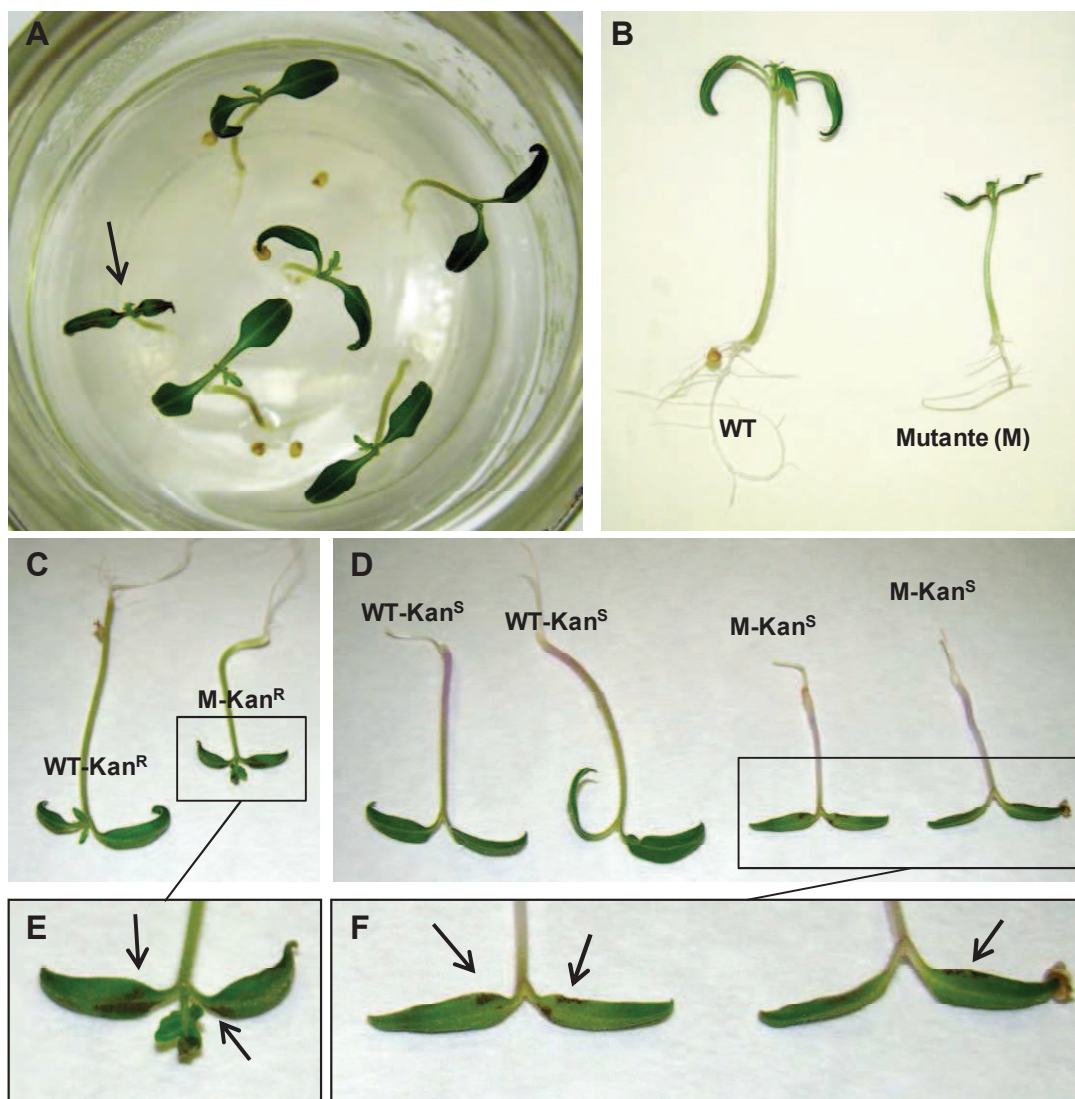 A
B
WT
Mutante (M)
C
M-Kanᴿ
WT-Kanᴿ
D
WT-Kanˢ
WT-Kanˢ
M-Kanˢ
M-Kanˢ
E
F